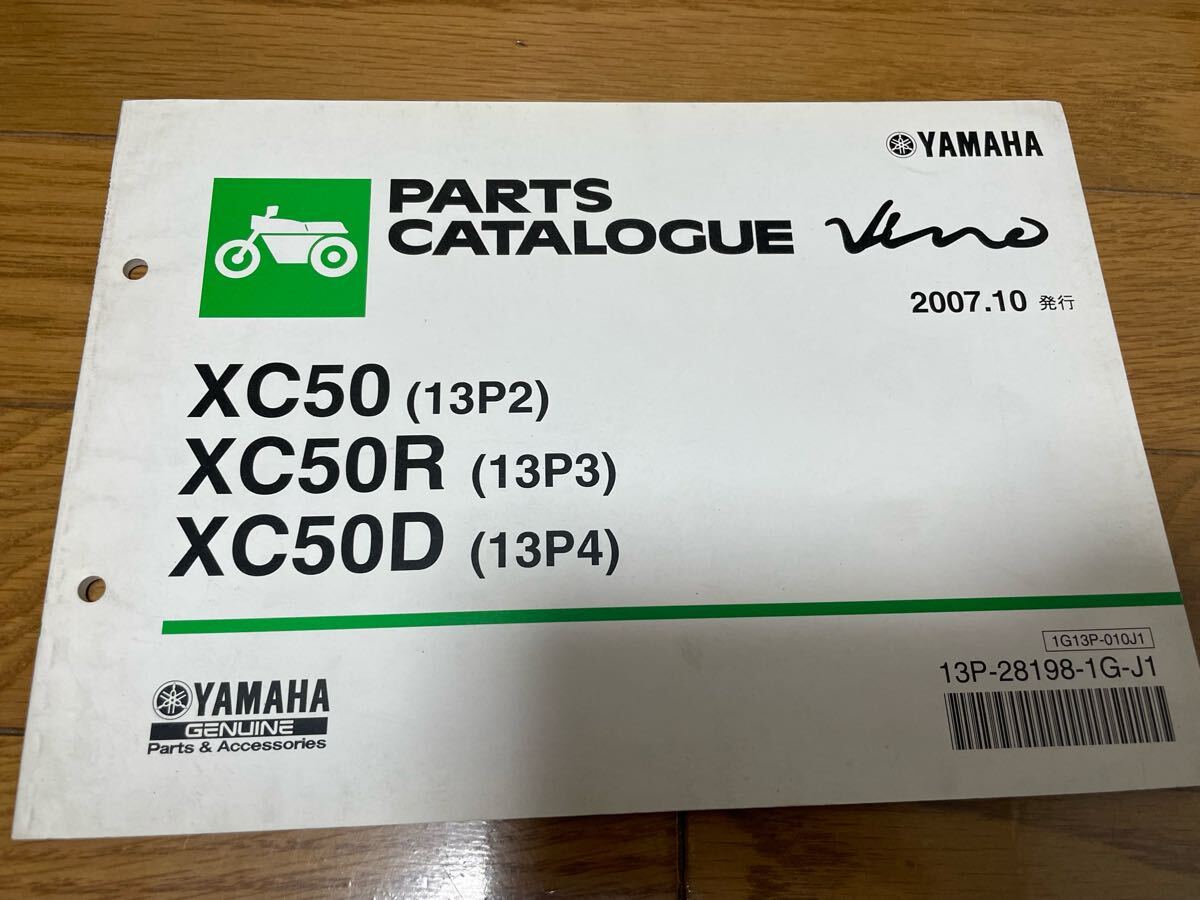 YAMAHA
PARTS
CATALOGUE
Vino
2007.10 発行
XC50 (13P2)
XC50R (13P3)
XC50D (13P4)
1G13P-010J1
13P-28198-1G-J1
YAMAHA
GENUINE
Parts & Accessories